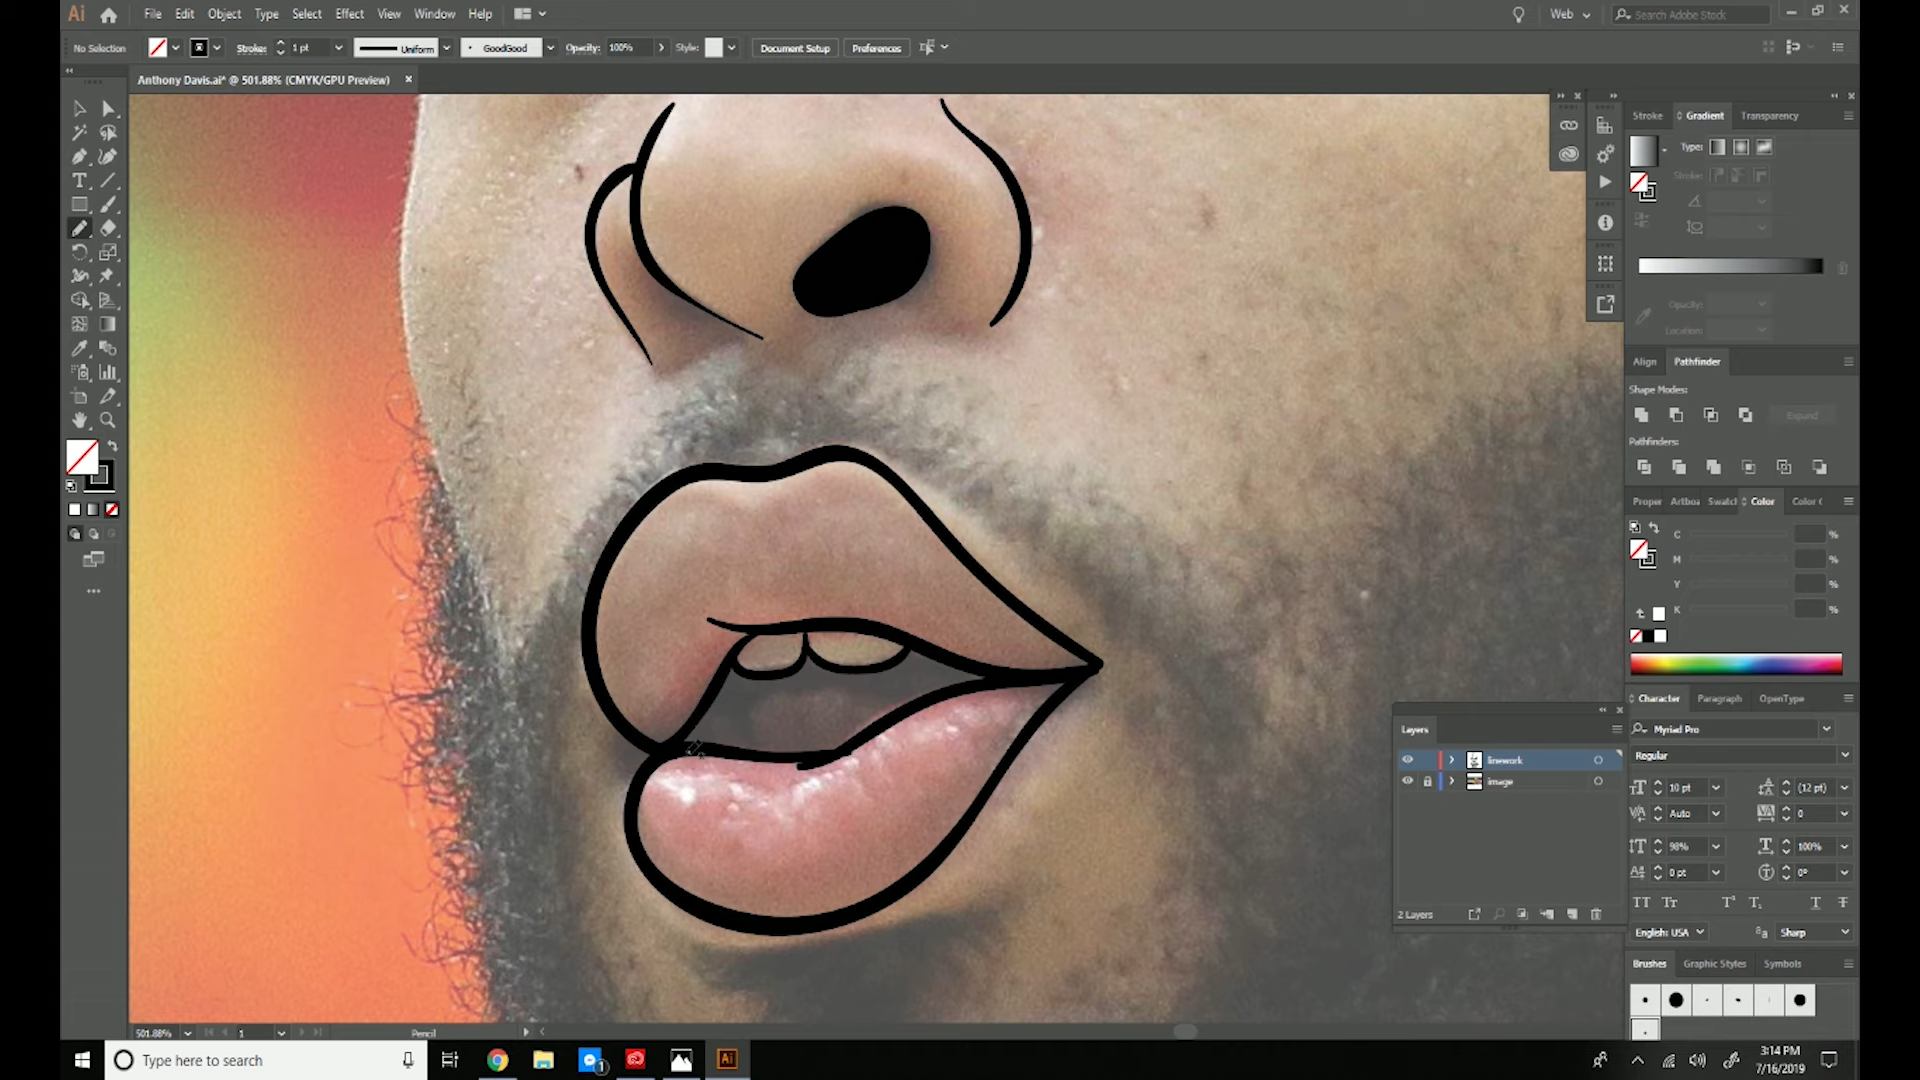 Ai File Edit Object Type Select Effect View Window Help Web Search Adobe Stock
No Selection Stroke: 1 pt Uniform GoodGood Opacity: 100% Style: Document Setup Preferences
Anthony Davis.ai* @ 501.88% (CMYK/GPU Preview) ×
Stroke Gradient Transparency
Type:
Stroke:
Opacity:
Location:
Align Pathfinder
Shape Modes:
Expand
Pathfinders:
Proper Artboa Swatch Color Color
C %
M %
Y %
K %
Character Paragraph OpenType
Myriad Pro
Regular
10 pt (12 pt)
Auto 0
98% 100%
0 pt 0°
English: USA Sharp
Brushes Graphic Styles Symbols
Layers
linework
image
2 Layers
501.88% 1 Pencil
Type here to search
1
Ai
3:14 PM
7/16/2019